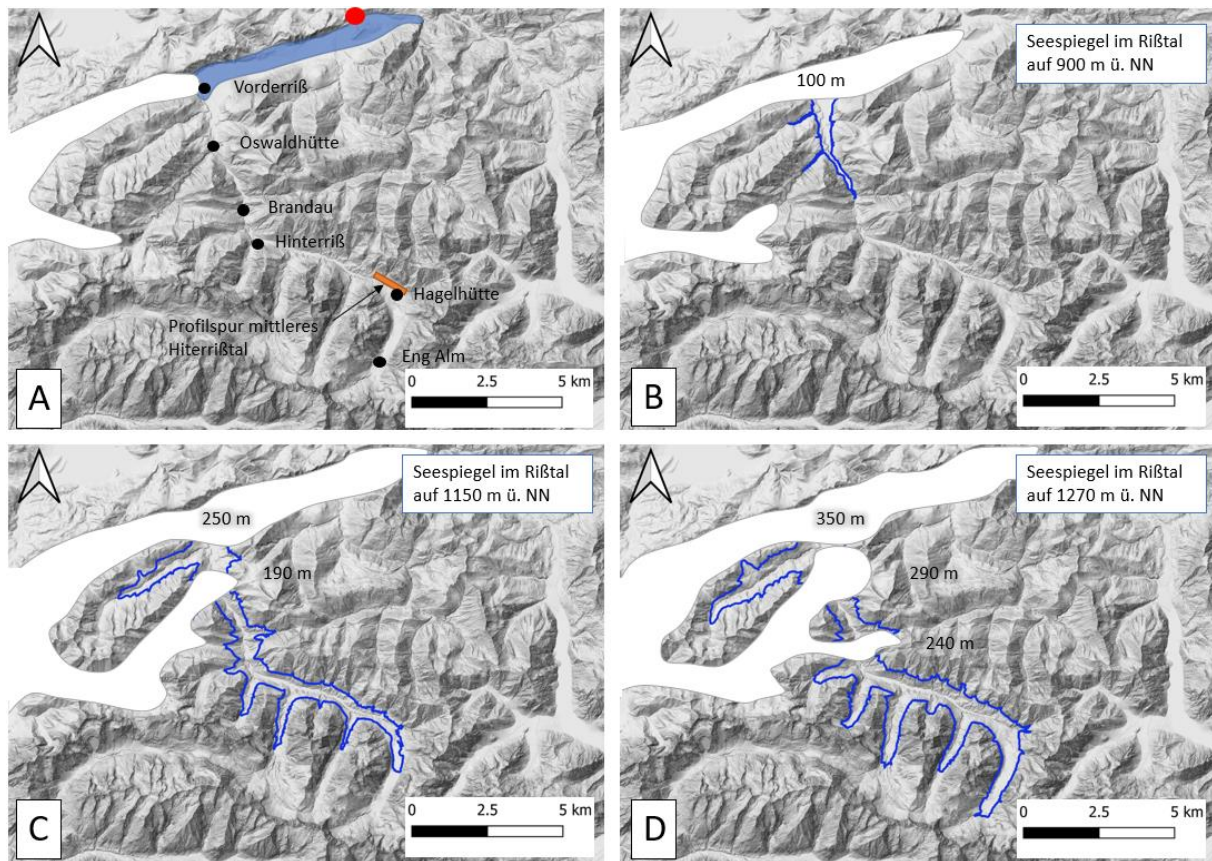 Vorderriß
Oswaldhütte
Brandau
Hinterriß
Hagelhütte
Profilspur mittleres
Hiterrißtal
Eng Alm
0 2.5 5 km
A
Seespiegel im Rißtal
auf 900 m ü. NN
100 m
0 2.5 5 km
B
Seespiegel im Rißtal
auf 1150 m ü. NN
250 m
190 m
0 2.5 5 km
C
Seespiegel im Rißtal
auf 1270 m ü. NN
350 m
290 m
240 m
0 2.5 5 km
D